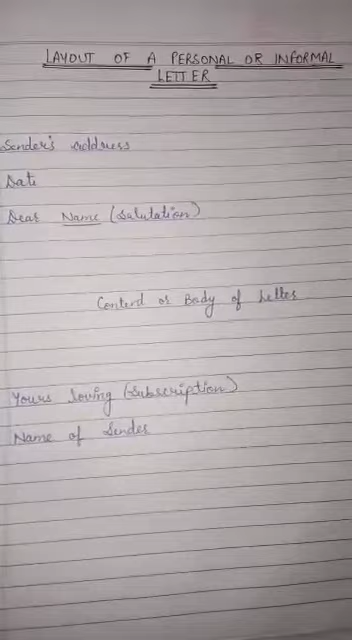 LAYOUT OF A PERSONAL OR INFORMAL
LETTER
Sender's address
Date
Dear Name (Salutation)
Content or Body of Letter
Yours loving (Subscription)
Name of Sender